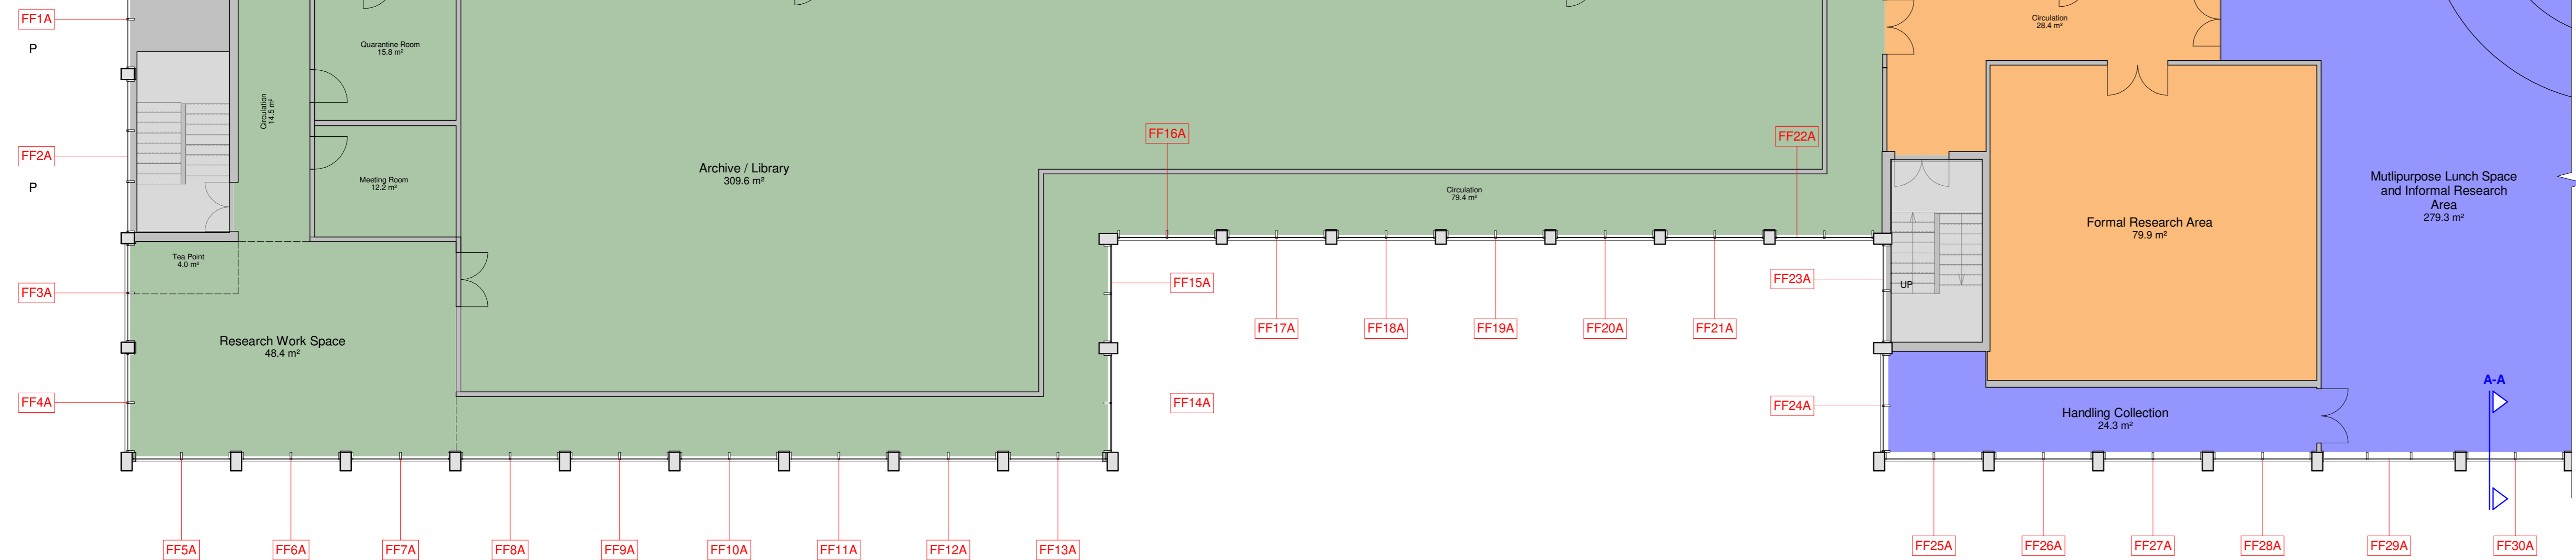 FF1A
P
FF2A
P
FF3A
FF4A
Quarantine Room
15.8 m²
Circulation
14.5 m²
Meeting Room
12.2 m²
Tea Point
4.0 m²
Research Work Space
48.4 m²
Archive / Library
309.6 m²
FF16A
FF22A
Circulation
79.4 m²
Circulation
28.4 m²
Formal Research Area
79.9 m²
Mutlipurpose Lunch Space
and Informal Research
Area
279.3 m²
UP
FF15A
FF23A
FF17A
FF18A
FF19A
FF20A
FF21A
FF14A
FF24A
Handling Collection
24.3 m²
A-A
FF5A
FF6A
FF7A
FF8A
FF9A
FF10A
FF11A
FF12A
FF13A
FF25A
FF26A
FF27A
FF28A
FF29A
FF30A